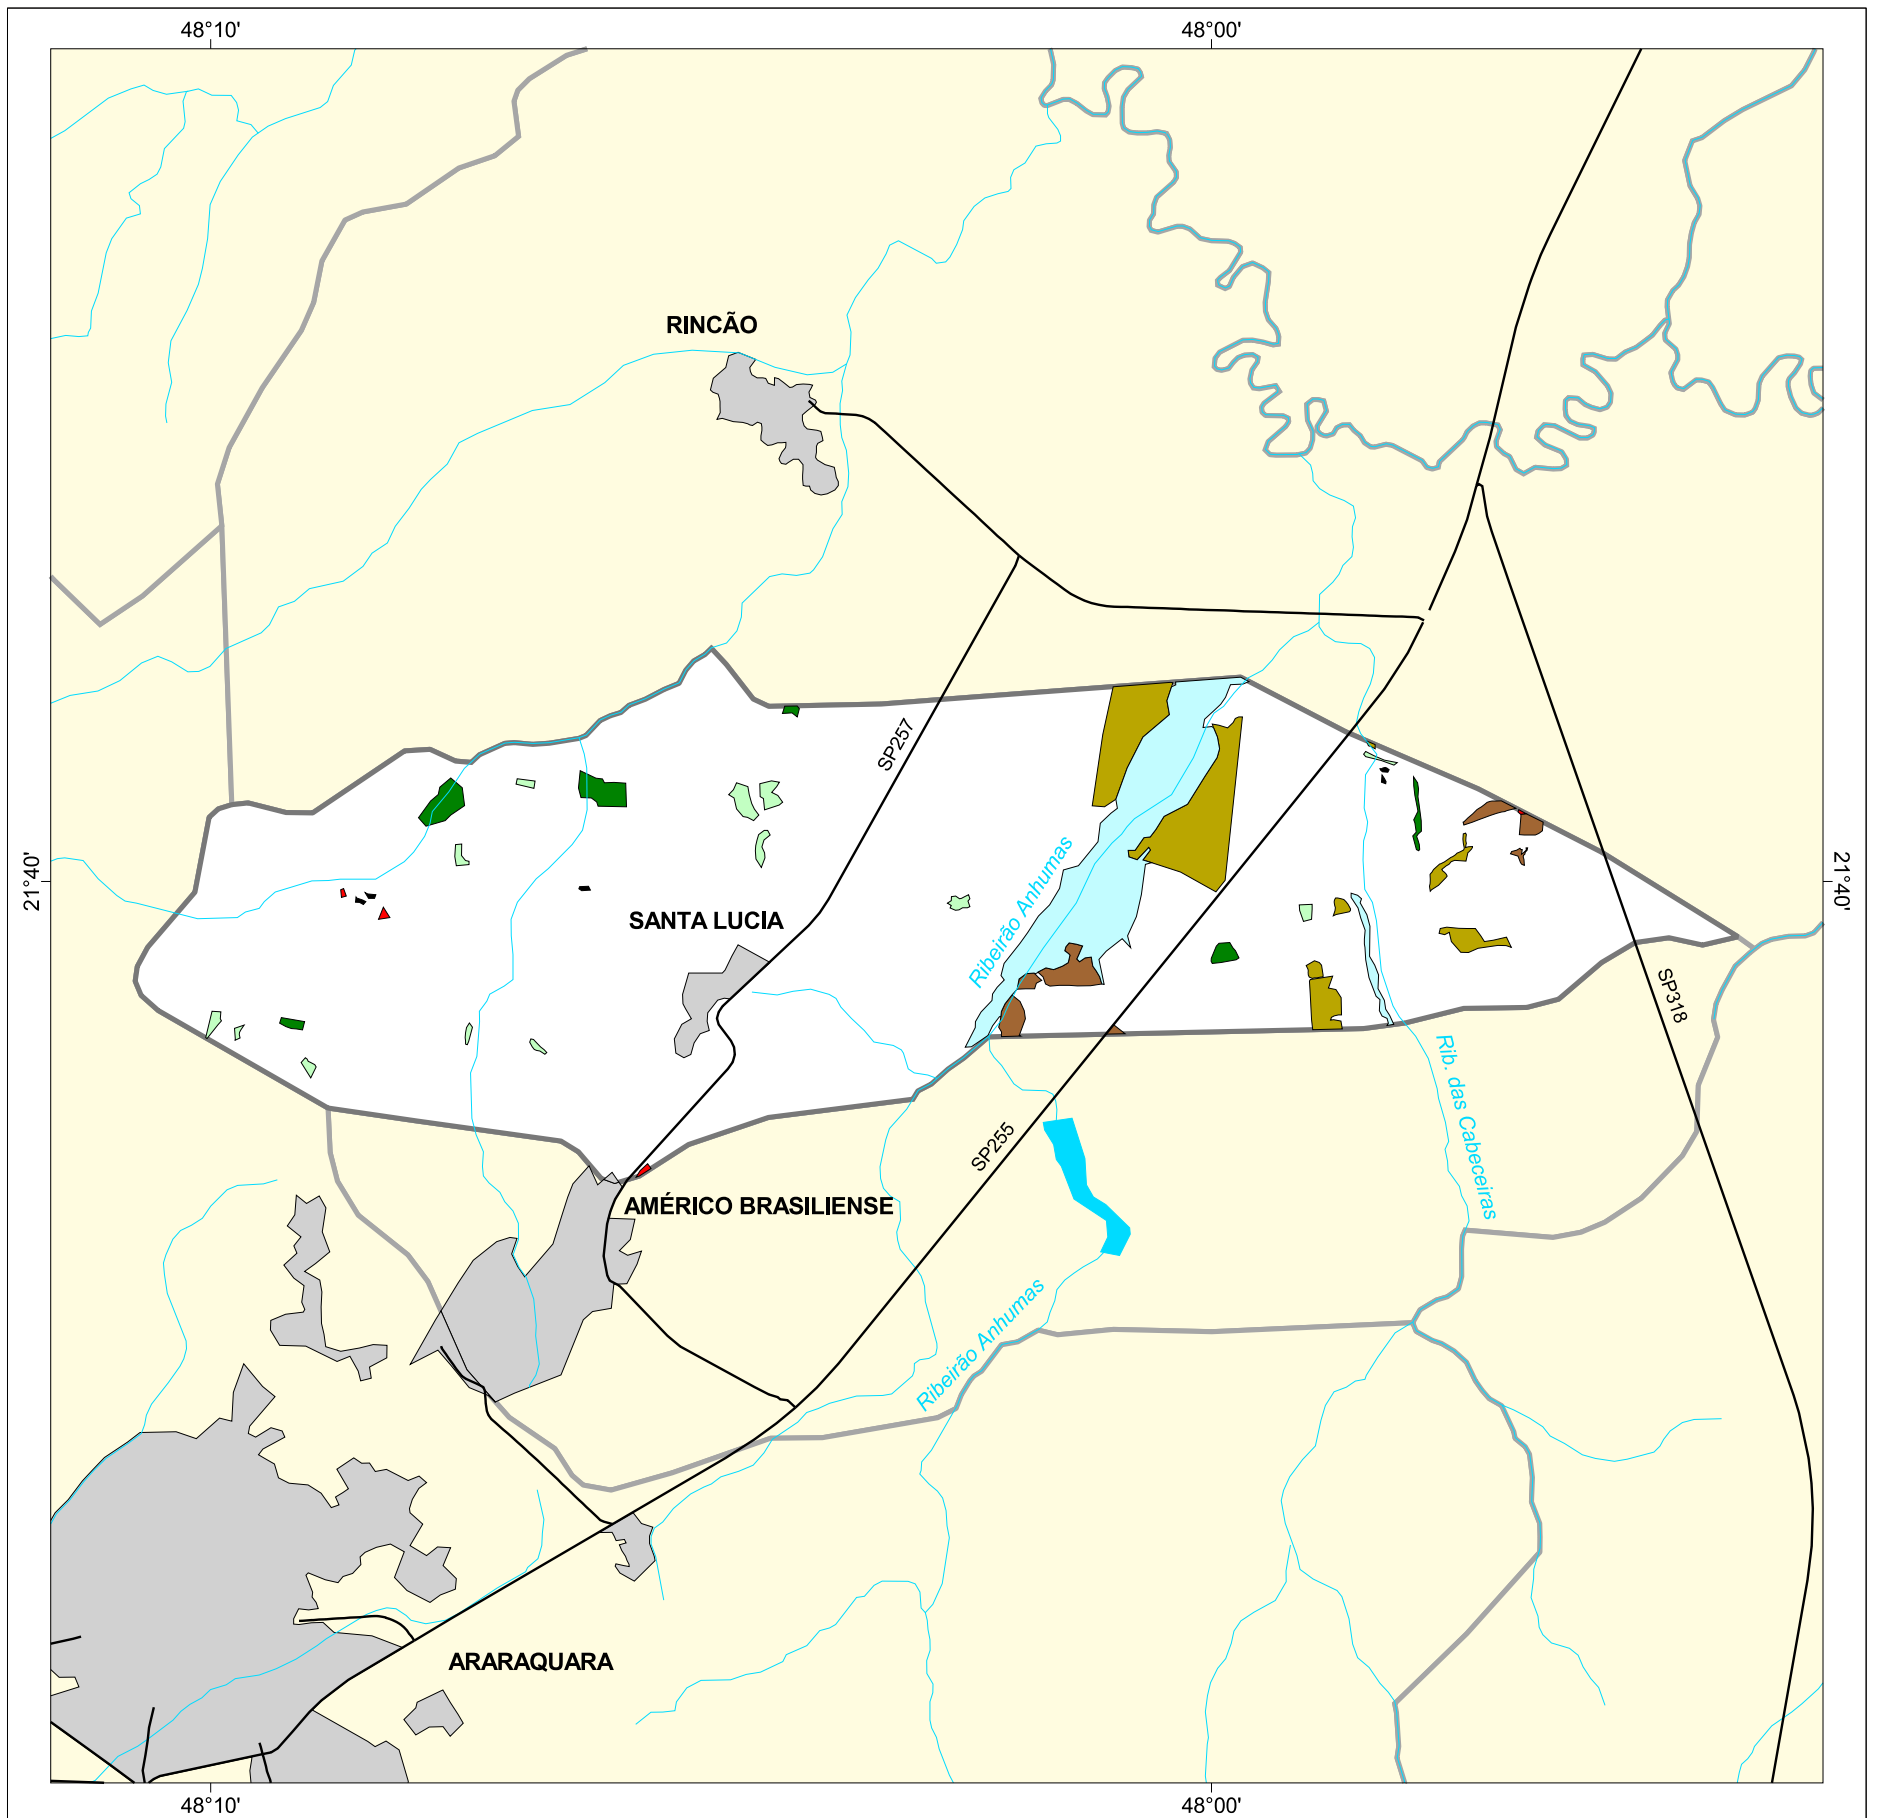 48°10'
48°00'
RINCÃO
SP257
21°40'
21°40'
SANTA LUCIA
Ribeirão Anhumas
SP318
Rib. das Cabeceiras
SP255
AMÉRICO BRASILIENSE
Ribeirão Anhumas
ARARAQUARA
48°10'
48°00'